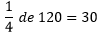 1/4 de 120 = 30